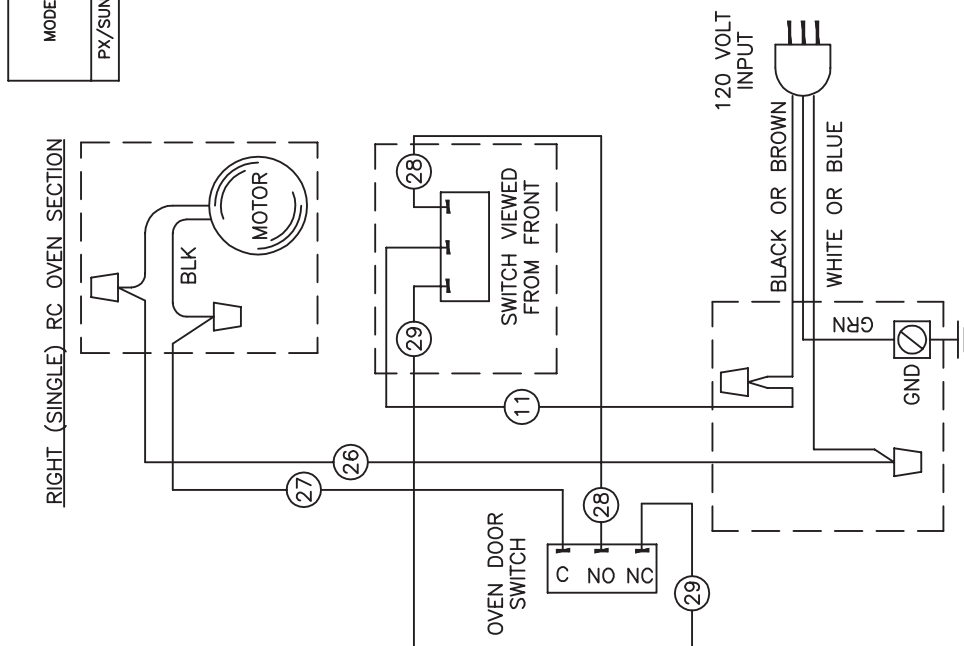 MODE
PX/SUN
RIGHT (SINGLE) RC OVEN SECTION
MOTOR
BLK
28
SWITCH VIEWED
FROM FRONT
29
11
26
27
28
OVEN DOOR
SWITCH
C
NO
NC
29
120 VOLT
INPUT
BLACK OR BROWN
WHITE OR BLUE
GRN
GND